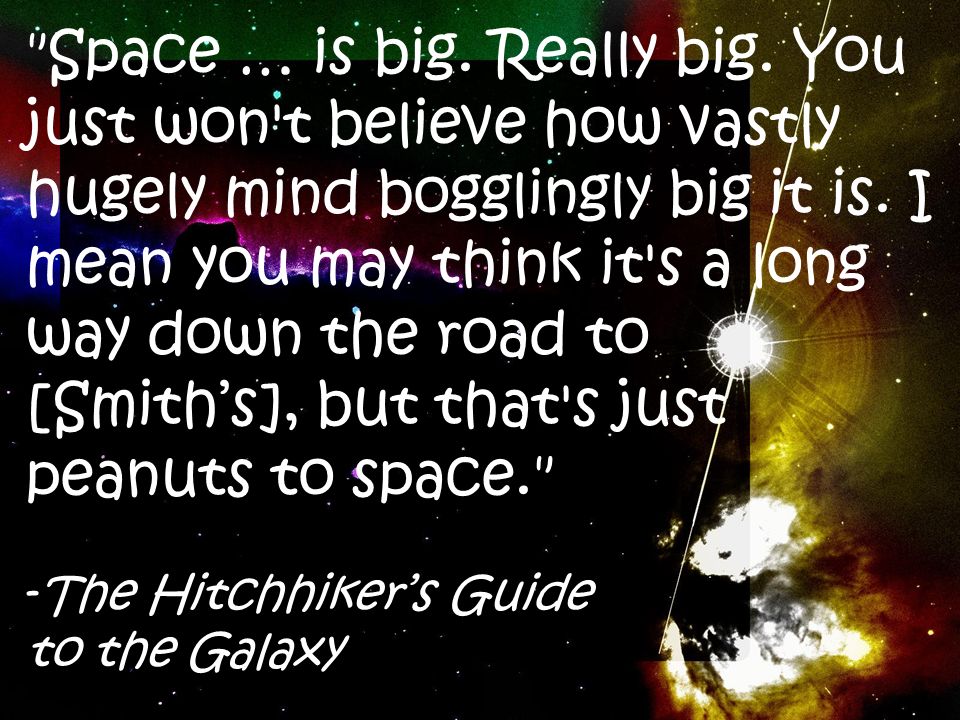 "Space ... is big. Really big. You
just won't believe how vastly
hugely mind bogglingly big it is. I
mean you may think it's a long
way down the road to
[Smith’s], but that's just
peanuts to space."
-The Hitchhiker’s Guide
to the Galaxy